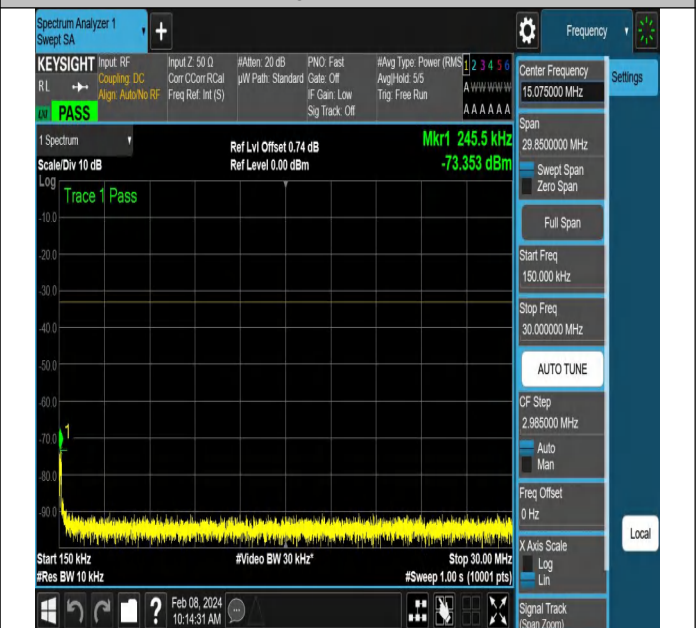 Spectrum Analyzer 1
Swept SA
+
Frequency
KEYSIGHT
RL
PASS
Input: RF
Coupling: DC
Align: Auto/No RF
Input Z: 50 Ω
Corr CCorr RCal
Freq Ref: Int (S)
#Atten: 20 dB
µW Path: Standard
PNO: Fast
Gate: Off
IF Gain: Low
Sig Track: Off
#Avg Type: Power (RMS
Avg|Hold: 5/5
Trig: Free Run
1 2 3 4 5 6
A W W W W W
A A A A A A
1 Spectrum
Scale/Div 10 dB
Ref Lvl Offset 0.74 dB
Ref Level 0.00 dBm
Mkr1 245.5 kHz
-73.353 dBm
Log
Trace 1 Pass
-10.0
-20.0
-30.0
-40.0
-50.0
-60.0
-70.0
-80.0
-90.0
1
Start 150 kHz
#Res BW 10 kHz
#Video BW 30 kHz*
Stop 30.00 MHz
#Sweep 1.00 s (10001 pts)
?
Feb 08, 2024
10:14:31 AM
Center Frequency
15.075000 MHz
Settings
Span
29.8500000 MHz
Swept Span
Zero Span
Full Span
Start Freq
150.000 kHz
Stop Freq
30.000000 MHz
AUTO TUNE
CF Step
2.985000 MHz
Auto
Man
Freq Offset
0 Hz
Local
X Axis Scale
Log
Lin
Signal Track
(Span Zoom)